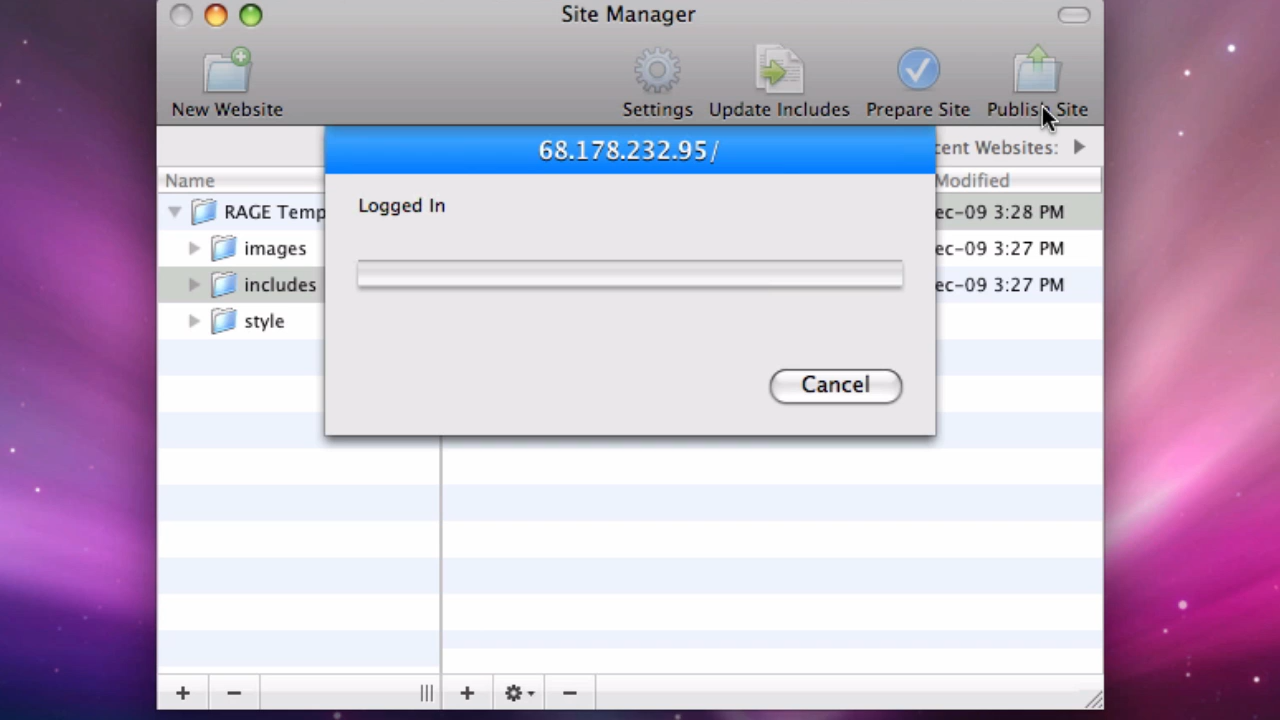 Site Manager
New Website
Settings
Update Includes
Prepare Site
Publish Site
68.178.232.95/
cent Websites:
Name
Modified
Logged In
RAGE Temp
ec-09 3:28 PM
images
ec-09 3:27 PM
includes
ec-09 3:27 PM
style
Cancel